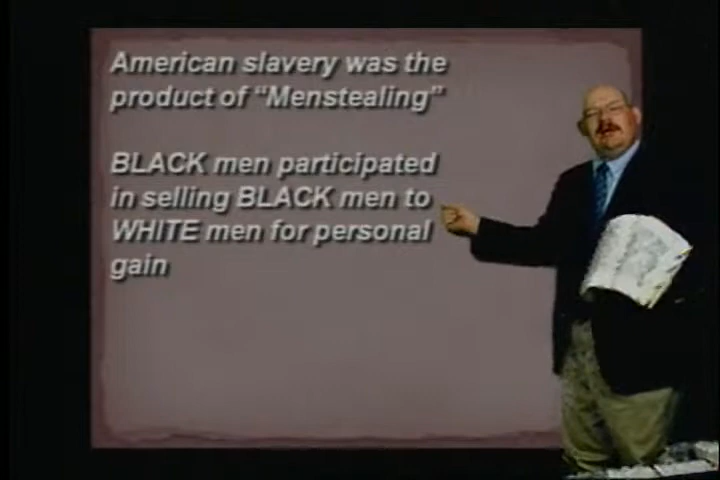 American slavery was the
product of “Menstealing”
BLACK men participated
in selling BLACK men to
WHITE men for personal
gain